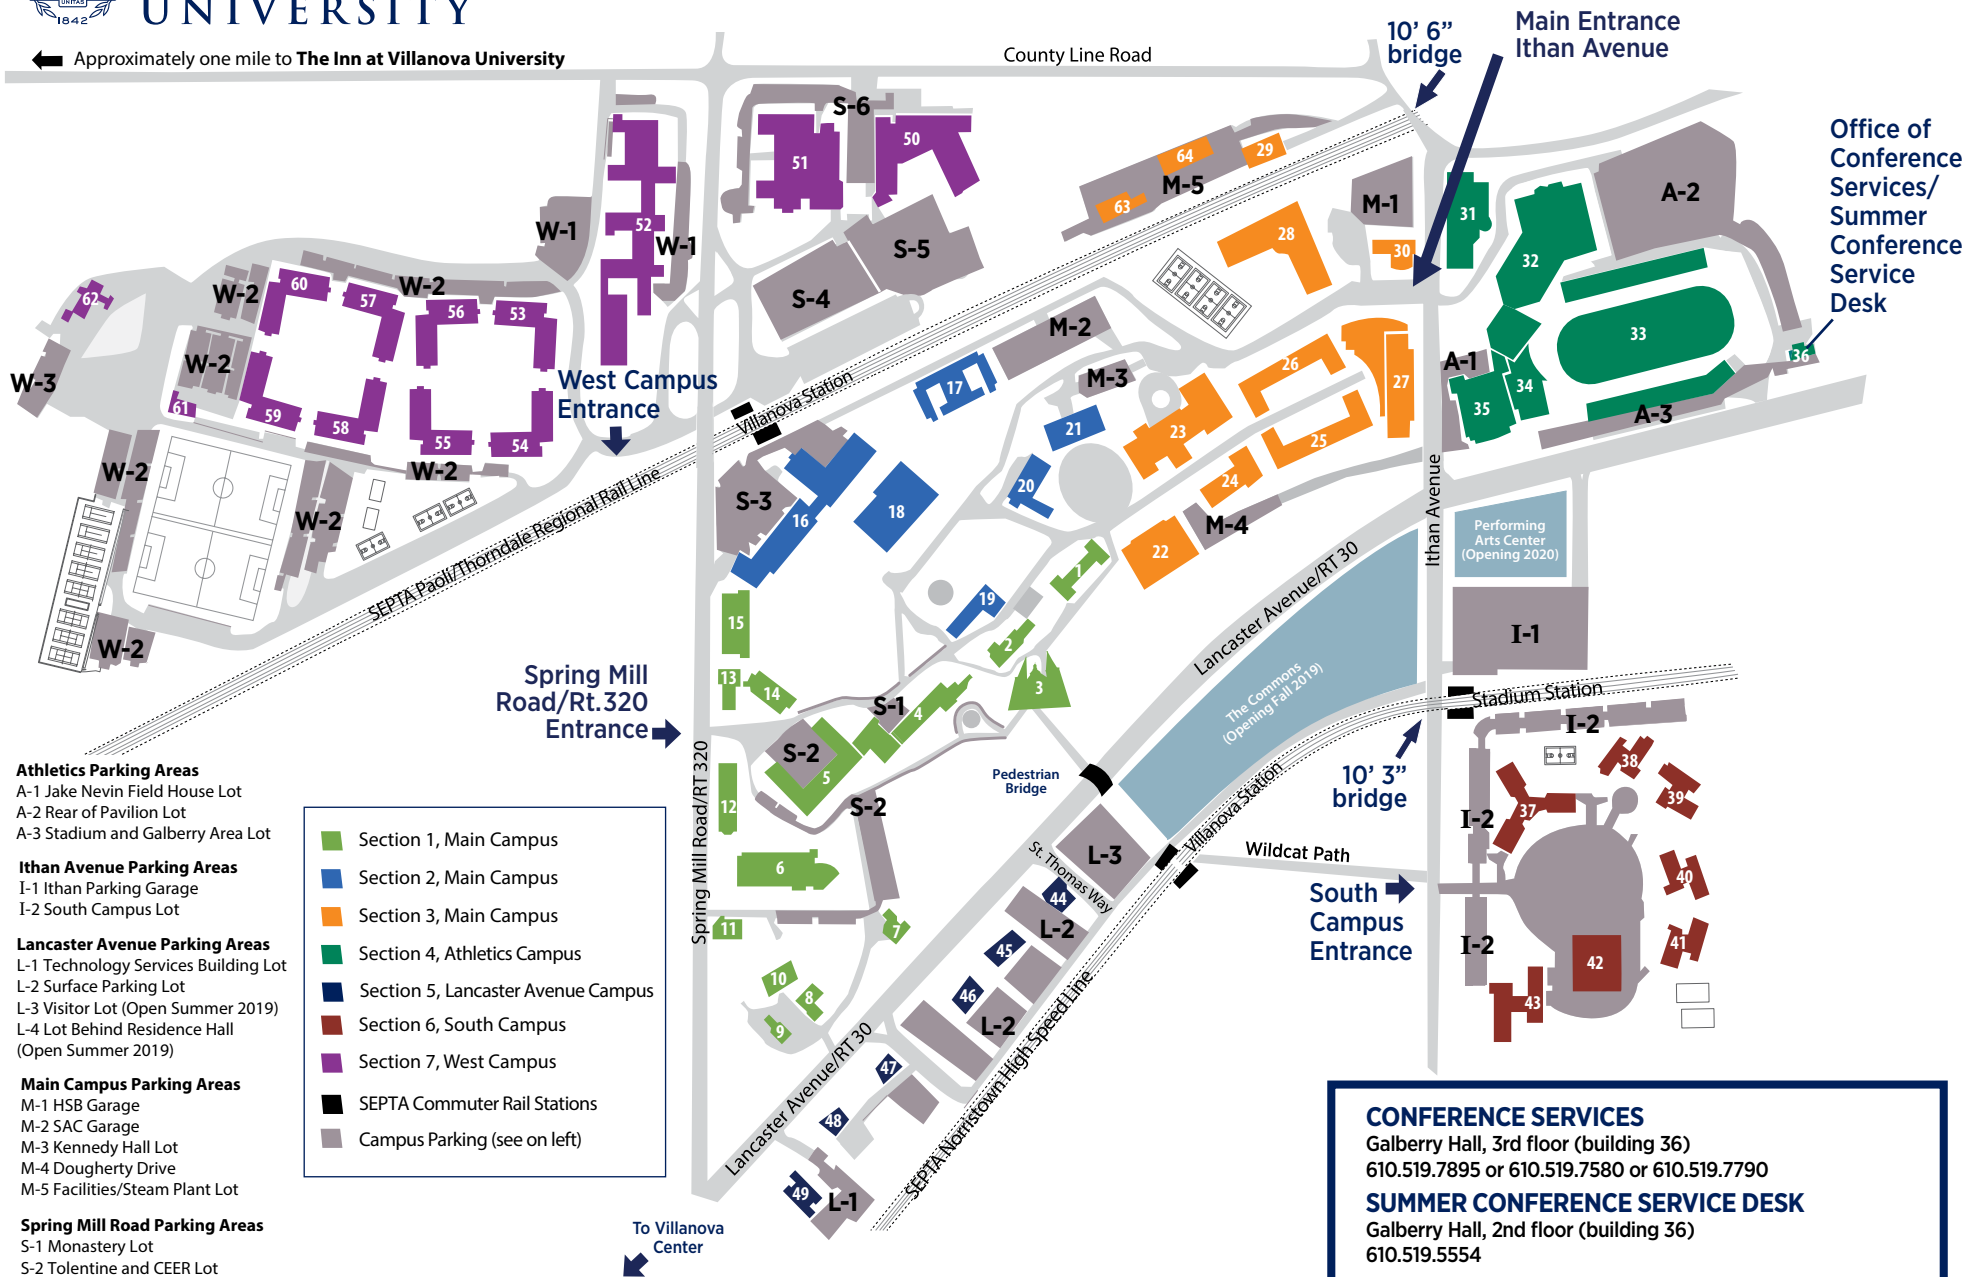 UNITAS
1842
UNIVERSITY
Approximately one mile to The Inn at Villanova University
County Line Road
10' 6"
bridge
Main Entrance
Ithan Avenue
Office of
Conference
Services/
Summer
Conference
Service
Desk
S-6
50
51
64
29
M-5
63
M-1
31
A-2
W-1
52
W-1
S-5
S-4
28
30
32
62
60
57
W-2
W-2
56
53
M-2
33
36
W-2
W-3
61
59
58
55
54
W-2
West Campus
Entrance
Villanova Station
17
M-3
21
26
27
A-1
34
35
A-3
23
25
24
20
W-2
W-2
S-3
16
18
M-4
22
Ithan Avenue
Performing
Arts Center
(Opening 2020)
SEPTA Paoli/Thorndale Regional Rail Line
1
19
2
15
W-2
Lancaster Avenue/RT 30
I-1
Spring Mill
Road/Rt.320
Entrance
13
14
S-1
4
3
The Commons
(Opening Fall 2019)
Stadium Station
I-2
S-2
5
12
S-2
Pedestrian
Bridge
10' 3"
bridge
38
39
37
I-2
Villanova Station
L-3
St. Thomas Way
Wildcat Path
South
Campus
Entrance
40
41
42
43
I-2
6
7
11
10
8
9
44
L-2
45
46
L-2
47
48
49
L-1
Spring Mill Road/RT 320
Lancaster Avenue/RT 30
SEPTA Norristown High Speed Line
To Villanova
Center
Athletics Parking Areas
A-1 Jake Nevin Field House Lot
A-2 Rear of Pavilion Lot
A-3 Stadium and Galberry Area Lot
Ithan Avenue Parking Areas
I-1 Ithan Parking Garage
I-2 South Campus Lot
Lancaster Avenue Parking Areas
L-1 Technology Services Building Lot
L-2 Surface Parking Lot
L-3 Visitor Lot (Open Summer 2019)
L-4 Lot Behind Residence Hall
(Open Summer 2019)
Main Campus Parking Areas
M-1 HSB Garage
M-2 SAC Garage
M-3 Kennedy Hall Lot
M-4 Dougherty Drive
M-5 Facilities/Steam Plant Lot
Spring Mill Road Parking Areas
S-1 Monastery Lot
S-2 Tolentine and CEER Lot
Section 1, Main Campus
Section 2, Main Campus
Section 3, Main Campus
Section 4, Athletics Campus
Section 5, Lancaster Avenue Campus
Section 6, South Campus
Section 7, West Campus
SEPTA Commuter Rail Stations
Campus Parking (see on left)
CONFERENCE SERVICES
Galberry Hall, 3rd floor (building 36)
610.519.7895 or 610.519.7580 or 610.519.7790
SUMMER CONFERENCE SERVICE DESK
Galberry Hall, 2nd floor (building 36)
610.519.5554